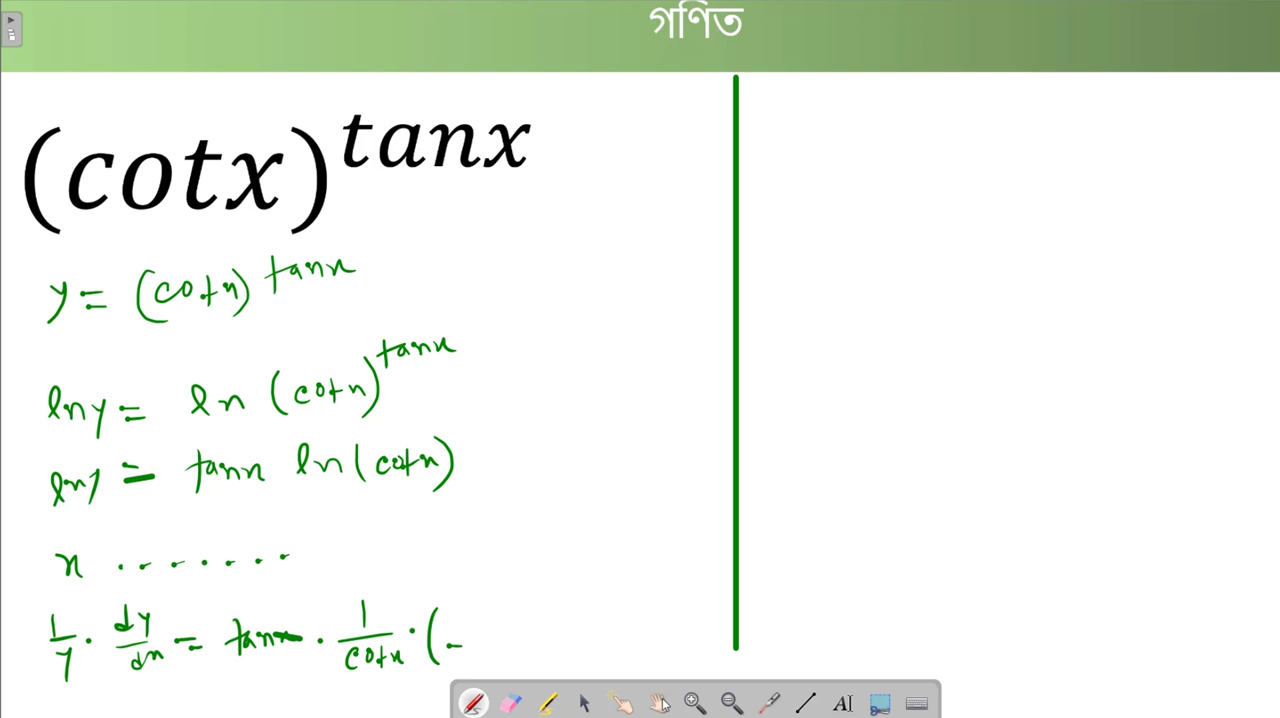 গণিত
(cotx)^tanx
y = (cotx)^tanx
lny = ln (cotx)^tanx
lny = tanx ln(cotx)
x .......
1/y · dy/dx = tanx · 1/cotx · (-